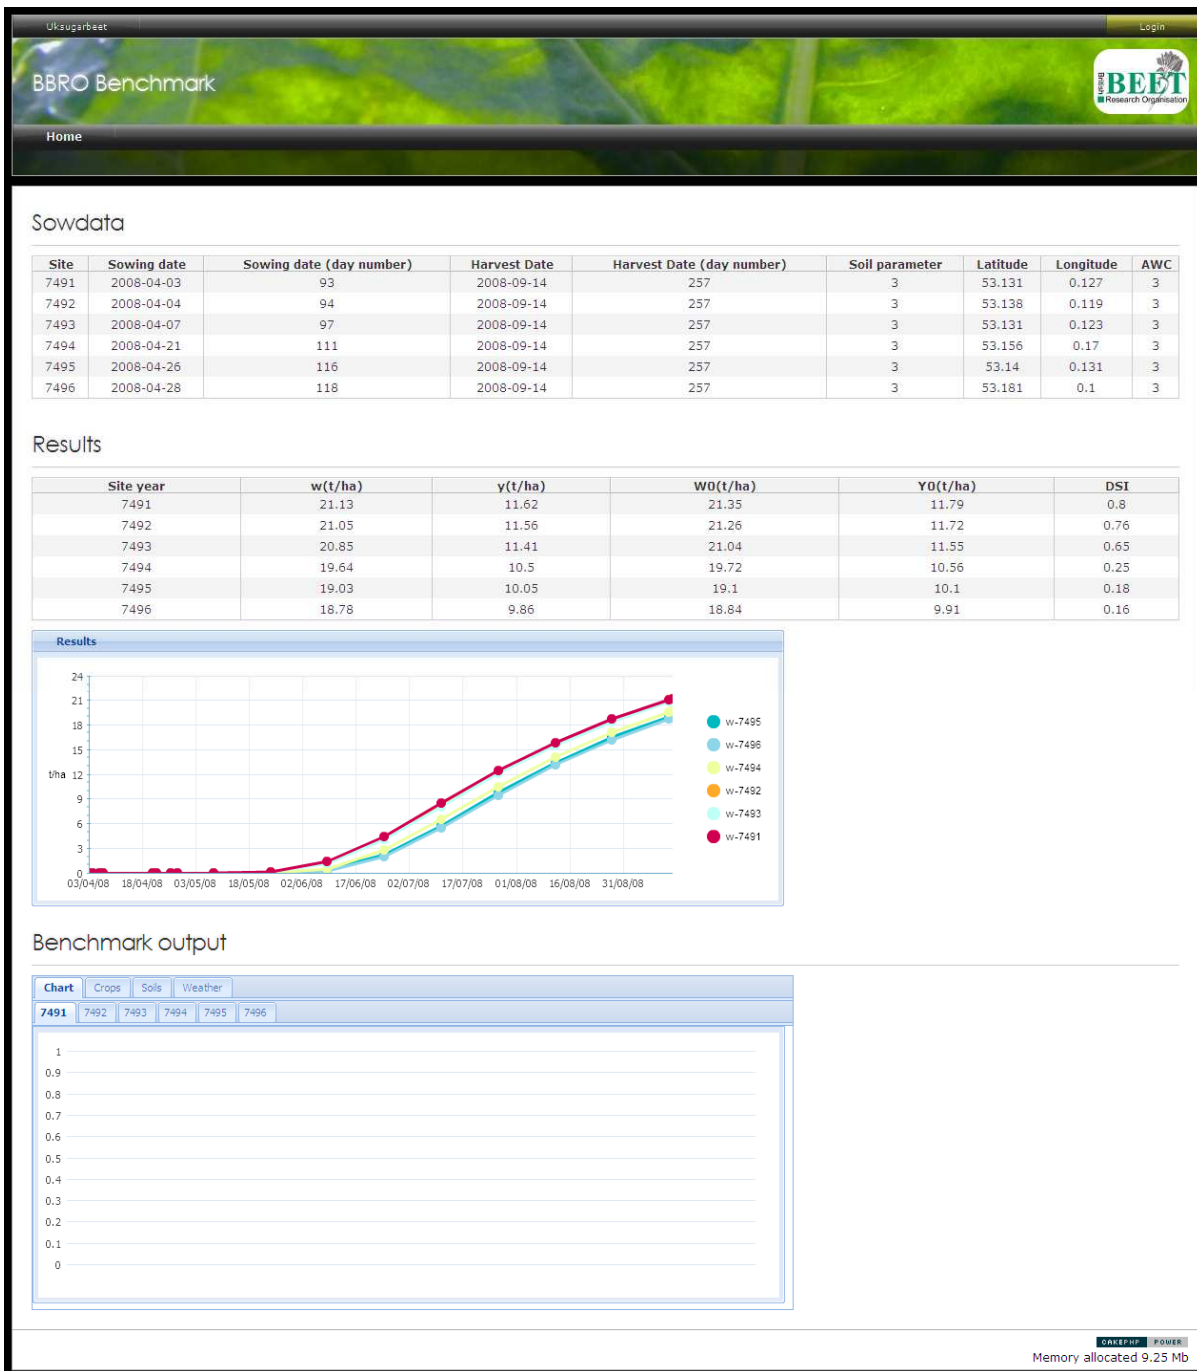 Uksugarbeet
Login
BBRO Benchmark
British
BEET
Research Organisation
Home
Sowdata
Site Sowing date Sowing date (day number) Harvest Date Harvest Date (day number) Soil parameter Latitude Longitude AWC
7491 2008-04-03 93 2008-09-14 257 3 53.131 0.127 3
7492 2008-04-04 94 2008-09-14 257 3 53.138 0.119 3
7493 2008-04-07 97 2008-09-14 257 3 53.131 0.123 3
7494 2008-04-21 111 2008-09-14 257 3 53.156 0.17 3
7495 2008-04-26 116 2008-09-14 257 3 53.14 0.131 3
7496 2008-04-28 118 2008-09-14 257 3 53.181 0.1 3
Results
Site year w(t/ha) y(t/ha) W0(t/ha) Y0(t/ha) DSI
7491 21.13 11.62 21.35 11.79 0.8
7492 21.05 11.56 21.26 11.72 0.76
7493 20.85 11.41 21.04 11.55 0.65
7494 19.64 10.5 19.72 10.56 0.25
7495 19.03 10.05 19.1 10.1 0.18
7496 18.78 9.86 18.84 9.91 0.16
Results
24
21
18
15
t/ha 12
9
6
3
0
03/04/08 18/04/08 03/05/08 18/05/08 02/06/08 17/06/08 02/07/08 17/07/08 01/08/08 16/08/08 31/08/08
w-7495
w-7496
w-7494
w-7492
w-7493
w-7491
Benchmark output
Chart Crops Soils Weather
7491 7492 7493 7494 7495 7496
1
0.9
0.8
0.7
0.6
0.5
0.4
0.3
0.2
0.1
0
CAKEPHP POWER
Memory allocated 9.25 Mb